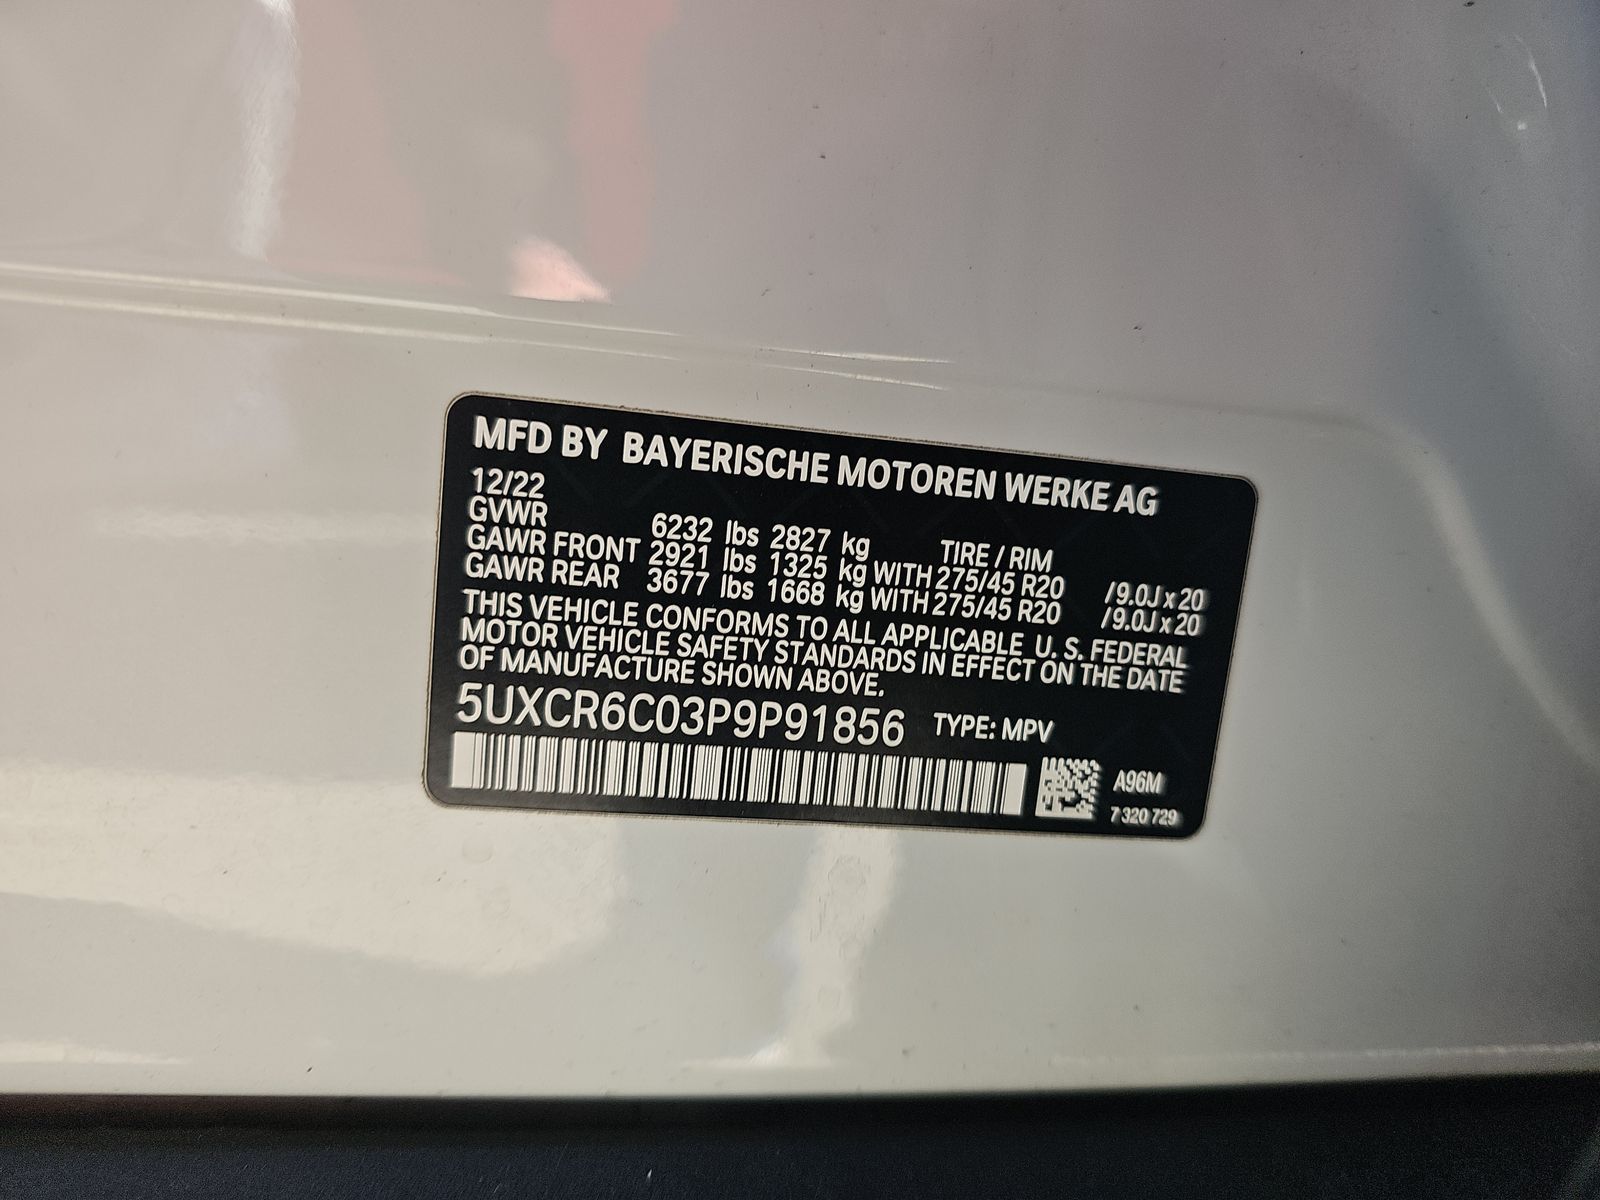 MFD BY BAYERISCHE MOTOREN WERKE AG
12/22
GVWR 6232 lbs 2827 kg TIRE / RIM
GAWR FRONT 2921 lbs 1325 kg WITH 275/45 R20 /9.0J x 20
GAWR REAR 3677 lbs 1668 kg WITH 275/45 R20 /9.0J x 20
THIS VEHICLE CONFORMS TO ALL APPLICABLE U. S. FEDERAL
MOTOR VEHICLE SAFETY STANDARDS IN EFFECT ON THE DATE
OF MANUFACTURE SHOWN ABOVE.
5UXCR6C03P9P91856 TYPE: MPV
A96M
7 320 729